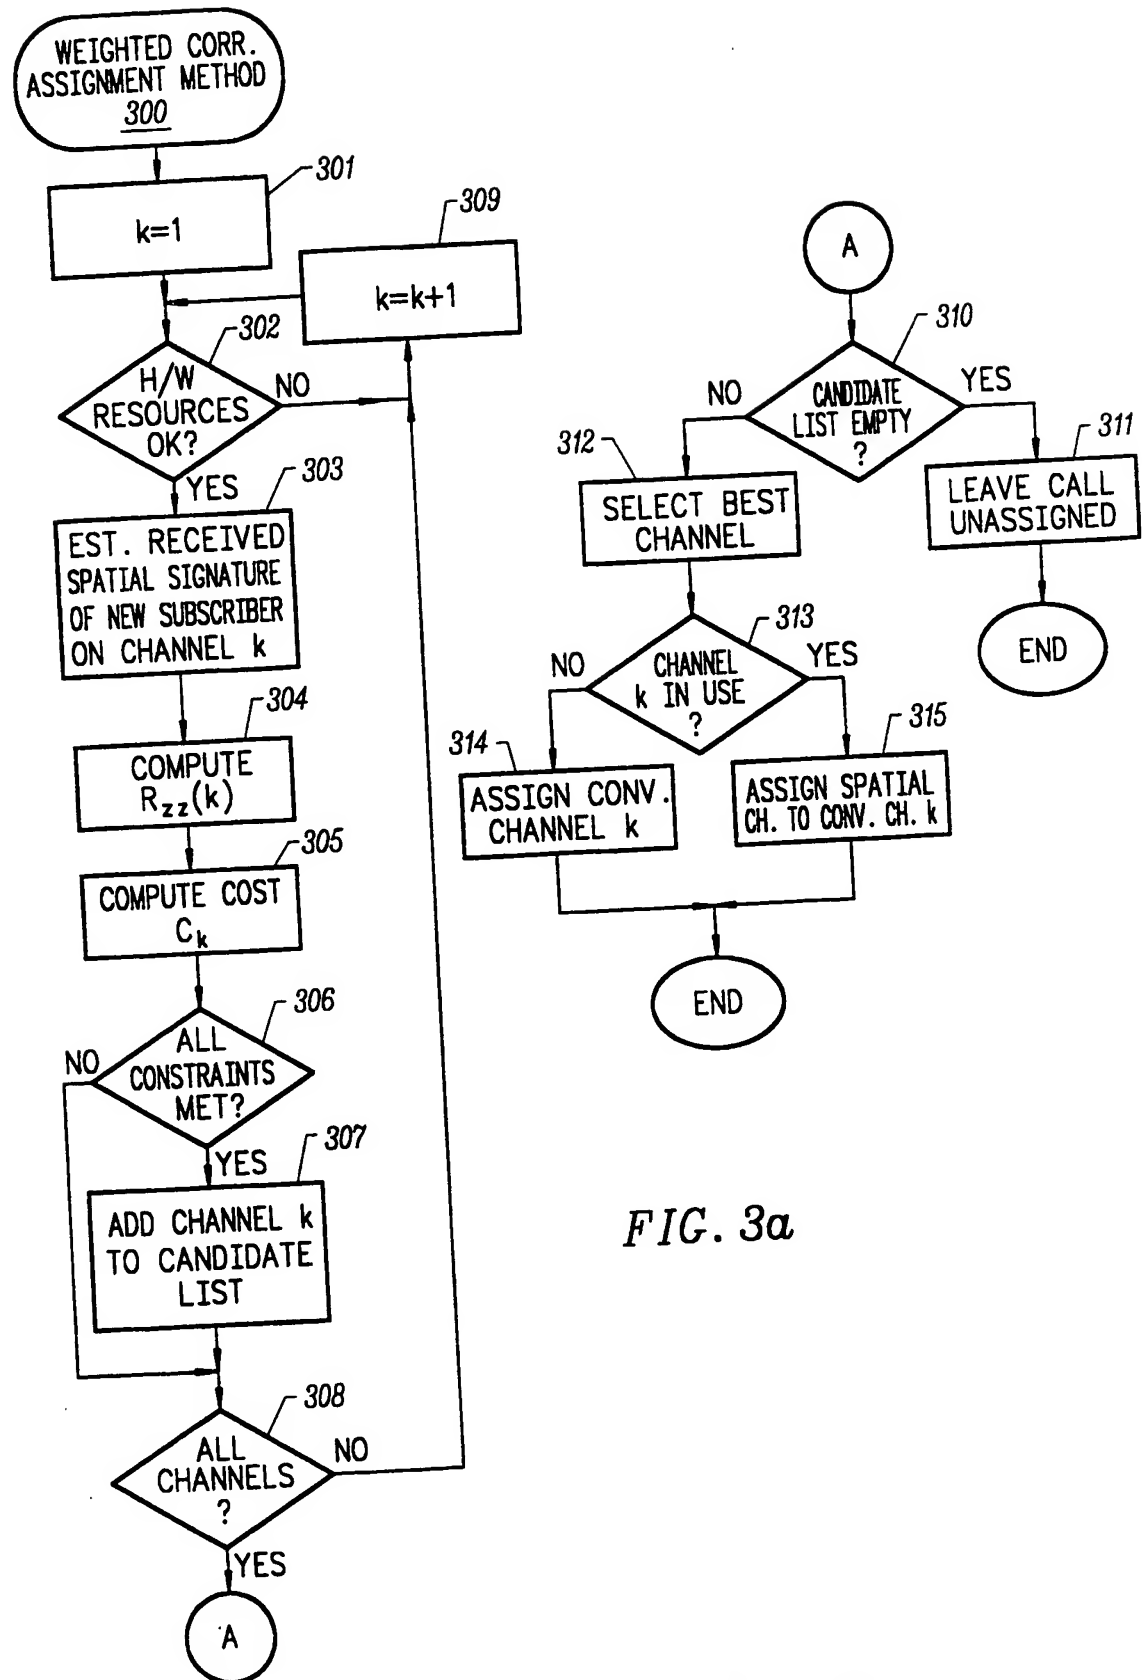 WEIGHTED CORR.
ASSIGNMENT METHOD
300
301
k=1
309
k=k+1
302
H/W
RESOURCES
OK?
NO
YES
303
EST. RECEIVED
SPATIAL SIGNATURE
OF NEW SUBSCRIBER
ON CHANNEL k
304
COMPUTE
Rzz(k)
305
COMPUTE COST
Ck
306
ALL
CONSTRAINTS
MET?
NO
YES
307
ADD CHANNEL k
TO CANDIDATE
LIST
308
ALL
CHANNELS
?
NO
YES
A
A
310
CANDIDATE
LIST EMPTY
?
NO
YES
311
LEAVE CALL
UNASSIGNED
END
312
SELECT BEST
CHANNEL
313
CHANNEL
k IN USE
?
NO
YES
314
ASSIGN CONV.
CHANNEL k
315
ASSIGN SPATIAL
CH. TO CONV. CH. k
END
FIG. 3a